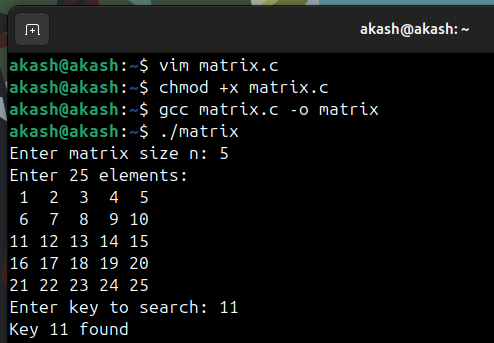 akash@akash: ~
akash@akash:~$ vim matrix.c
akash@akash:~$ chmod +x matrix.c
akash@akash:~$ gcc matrix.c -o matrix
akash@akash:~$ ./matrix
Enter matrix size n: 5
Enter 25 elements:
 1  2  3  4  5
 6  7  8  9 10
11 12 13 14 15
16 17 18 19 20
21 22 23 24 25
Enter key to search: 11
Key 11 found